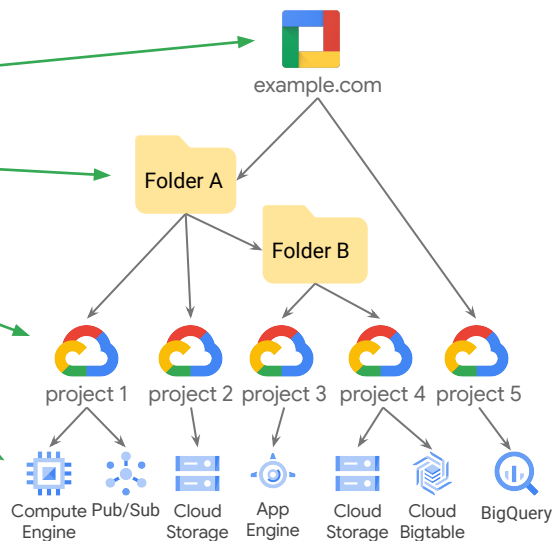 example.com
Folder A
Folder B
project 1
project 2
project 3
project 4
project 5
Compute
Engine
Pub/Sub
Cloud
Storage
App
Engine
Cloud
Storage
Cloud
Bigtable
BigQuery